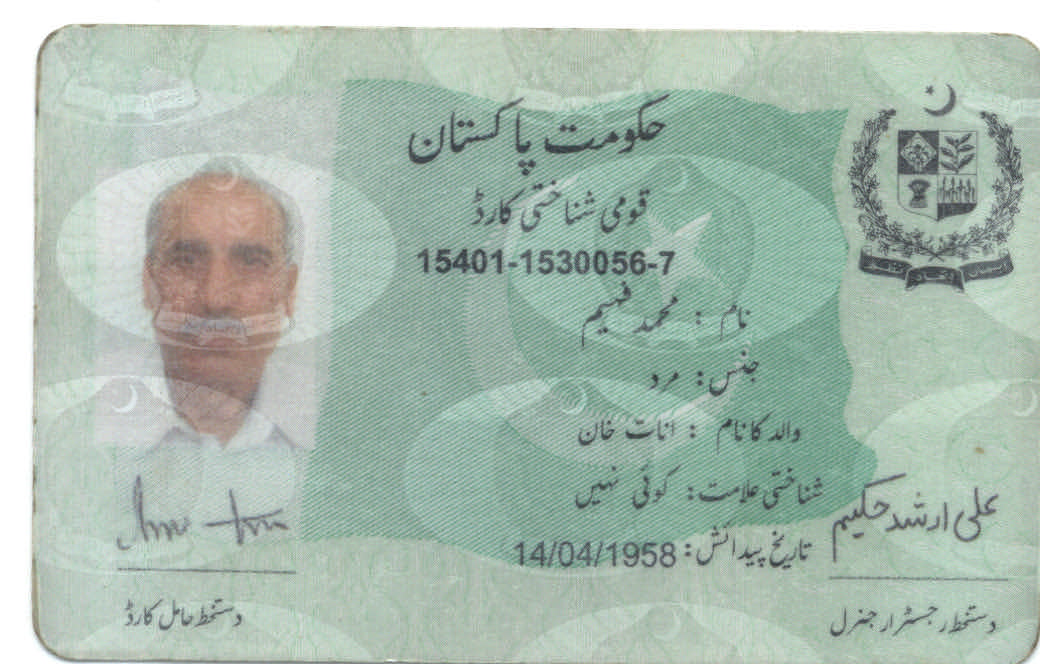 حکومت پاکستان
قومی شناختی کارڈ
15401-1530056-7
نام : محمد فہیم
جنس : مرد
والد کا نام : انات خان
شناختی علامت : کوئی نہیں
تاریخ پیدائش : 14/04/1958
علی ارشد حکیم
دستخط حامل کارڈ
دستخط رجسٹرار جنرل